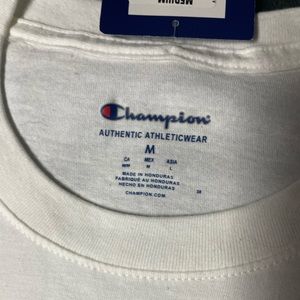 MEDIUM
Champion
AUTHENTIC ATHLETICWEAR
M
CA MEX ASIA
M/M M L
MADE IN HONDURAS
FABRIQUÉ AU HONDURAS
HECHO EN HONDURAS
CHAMPION.COM